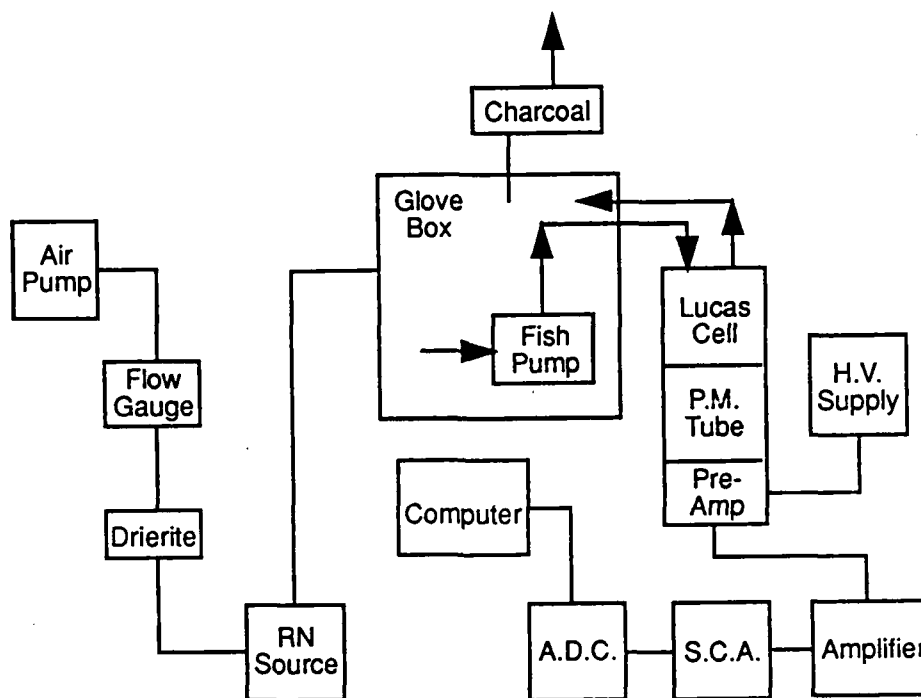 Charcoal
Glove
Box
Air
Pump
Lucas
Cell
Fish
Pump
Flow
Gauge
P.M.
Tube
H.V.
Supply
Pre-
Amp
Computer
Drierite
RN
Source
A.D.C.
S.C.A.
Amplifier